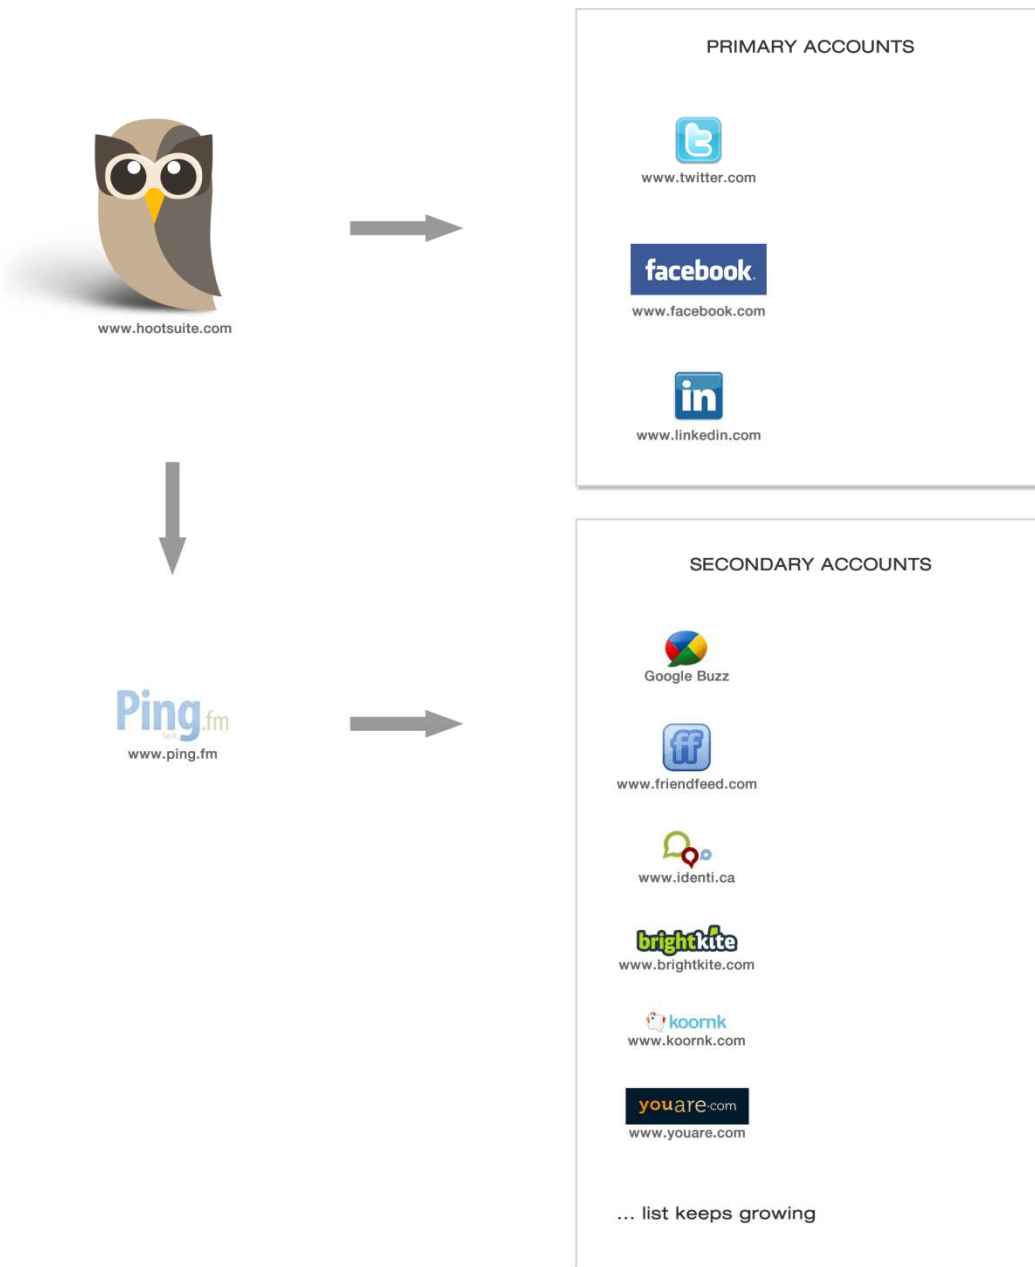 PRIMARY ACCOUNTS
www.twitter.com
facebook.
www.facebook.com
in
www.linkedin.com
www.hootsuite.com
SECONDARY ACCOUNTS
Google Buzz
ff
www.friendfeed.com
Ping.fm
www.ping.fm
www.identi.ca
brightkite
www.brightkite.com
koornk
www.koornk.com
youare.com
www.youare.com
... list keeps growing